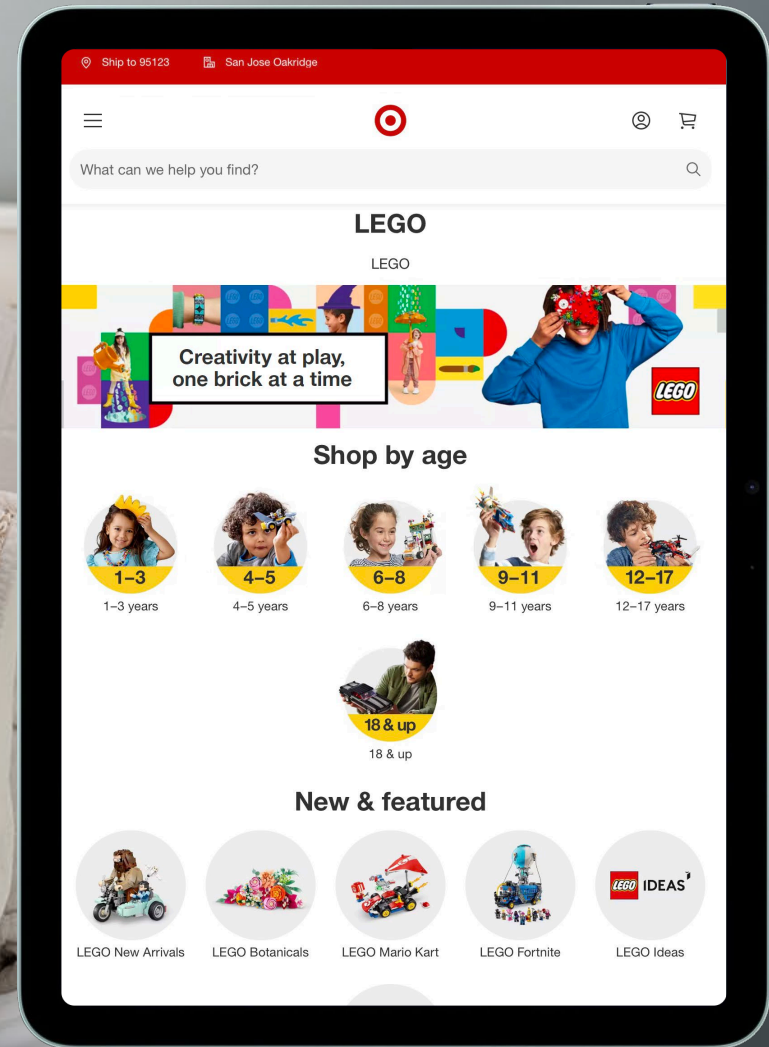 Ship to 95123 San Jose Oakridge
What can we help you find?
LEGO
LEGO
Creativity at play,
one brick at a time
LEGO
Shop by age
1–3 4–5 6–8 9–11 12–17
1–3 years 4–5 years 6–8 years 9–11 years 12–17 years
18 & up
18 & up
New & featured
LEGO IDEAS
LEGO New Arrivals LEGO Botanicals LEGO Mario Kart LEGO Fortnite LEGO Ideas